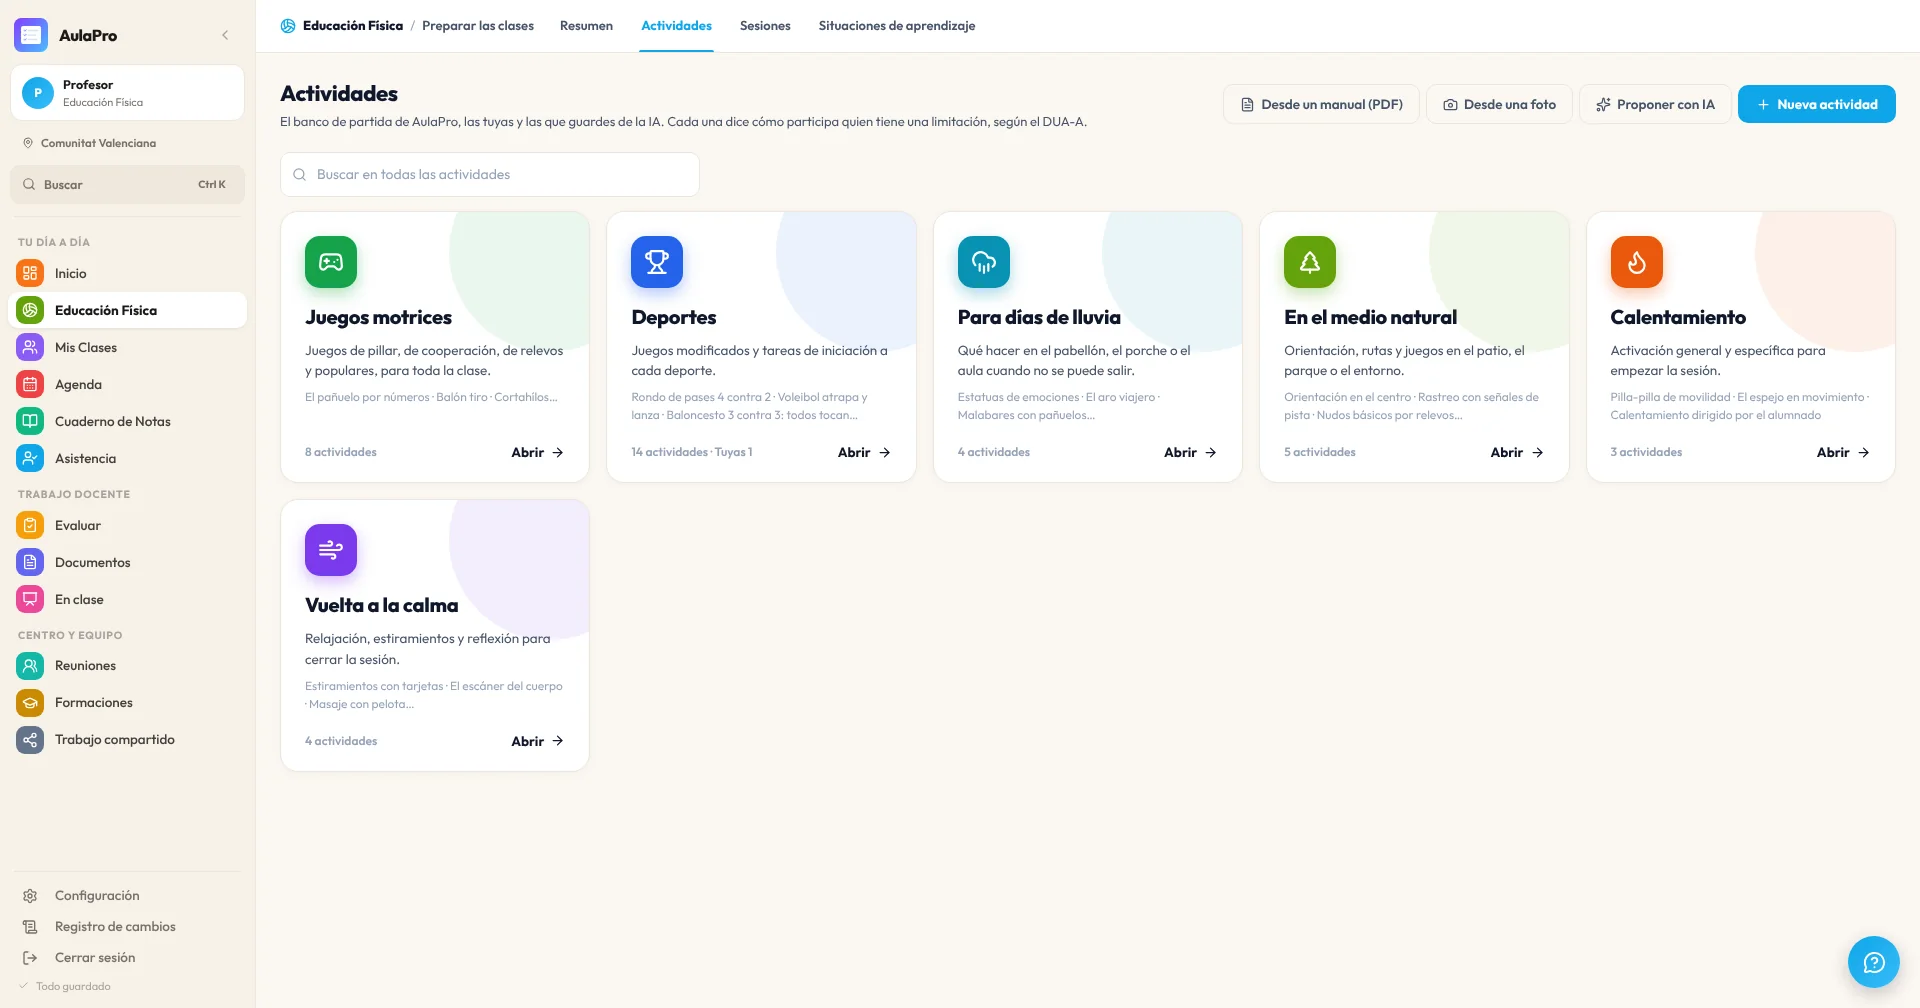 AulaPro
P
Profesor
Educación Física
Comunitat Valenciana
Buscar
Ctrl K
TU DÍA A DÍA
Inicio
Educación Física
Mis Clases
Agenda
Cuaderno de Notas
Asistencia
TRABAJO DOCENTE
Evaluar
Documentos
En clase
CENTRO Y EQUIPO
Reuniones
Formaciones
Trabajo compartido
Configuración
Registro de cambios
Cerrar sesión
Todo guardado
Educación Física / Preparar las clases
Resumen
Actividades
Sesiones
Situaciones de aprendizaje
Actividades
El banco de partida de AulaPro, las tuyas y las que guardes de la IA. Cada una dice cómo participa quien tiene una limitación, según el DUA-A.
Desde un manual (PDF)
Desde una foto
Proponer con IA
Nueva actividad
Buscar en todas las actividades
Juegos motrices
Juegos de pillar, de cooperación, de relevos
y populares, para toda la clase.
El pañuelo por números · Balón tiro · Cortahílos...
8 actividades
Abrir
Deportes
Juegos modificados y tareas de iniciación a
cada deporte.
Rondo de pases 4 contra 2 · Voleibol atrapa y
lanza · Baloncesto 3 contra 3: todos tocan...
14 actividades · Tuyas 1
Abrir
Para días de lluvia
Qué hacer en el pabellón, el porche o el
aula cuando no se puede salir.
Estatuas de emociones · El aro viajero ·
Malabares con pañuelos...
4 actividades
Abrir
En el medio natural
Orientación, rutas y juegos en el patio, el
parque o el entorno.
Orientación en el centro · Rastreo con señales de
pista · Nudos básicos por relevos...
5 actividades
Abrir
Calentamiento
Activación general y específica para
empezar la sesión.
Pilla-pilla de movilidad · El espejo en movimiento ·
Calentamiento dirigido por el alumnado
3 actividades
Abrir
Vuelta a la calma
Relajación, estiramientos y reflexión para
cerrar la sesión.
Estiramientos con tarjetas · El escáner del cuerpo
· Masaje con pelota...
4 actividades
Abrir